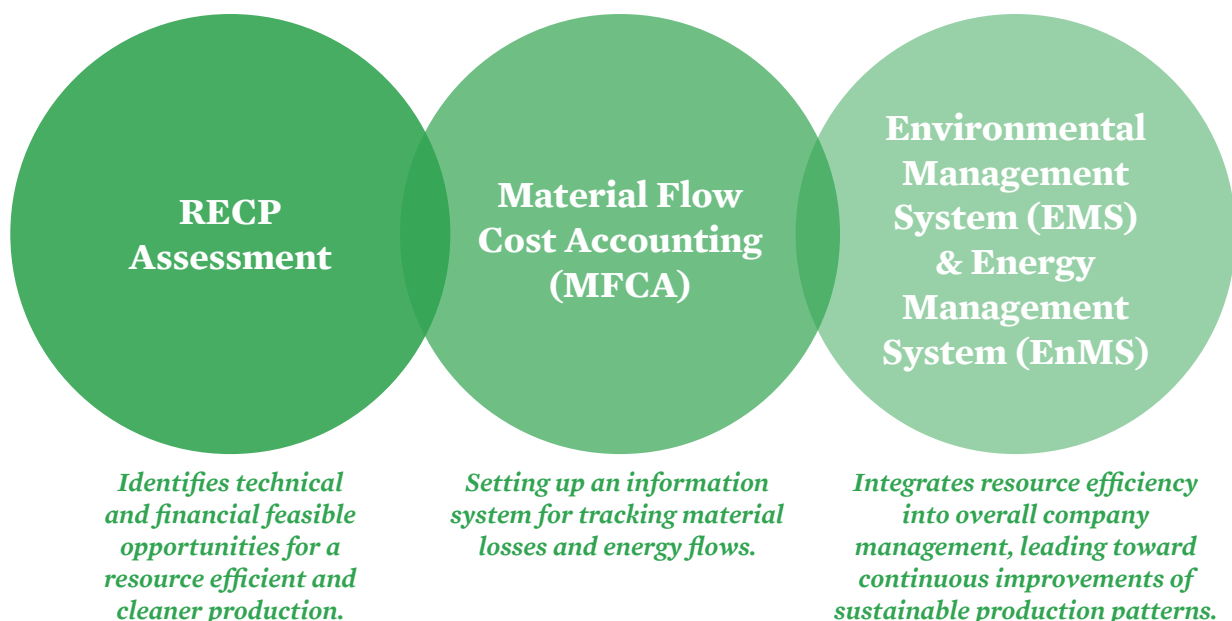 RECP
Assessment
Material Flow
Cost Accounting
(MFCA)
Environmental
Management
System (EMS)
& Energy
Management
System (EnMS)
Identifies technical
and financial feasible
opportunities for a
resource efficient and
cleaner production.
Setting up an information
system for tracking material
losses and energy flows.
Integrates resource efficiency
into overall company
management, leading toward
continuous improvements of
sustainable production patterns.